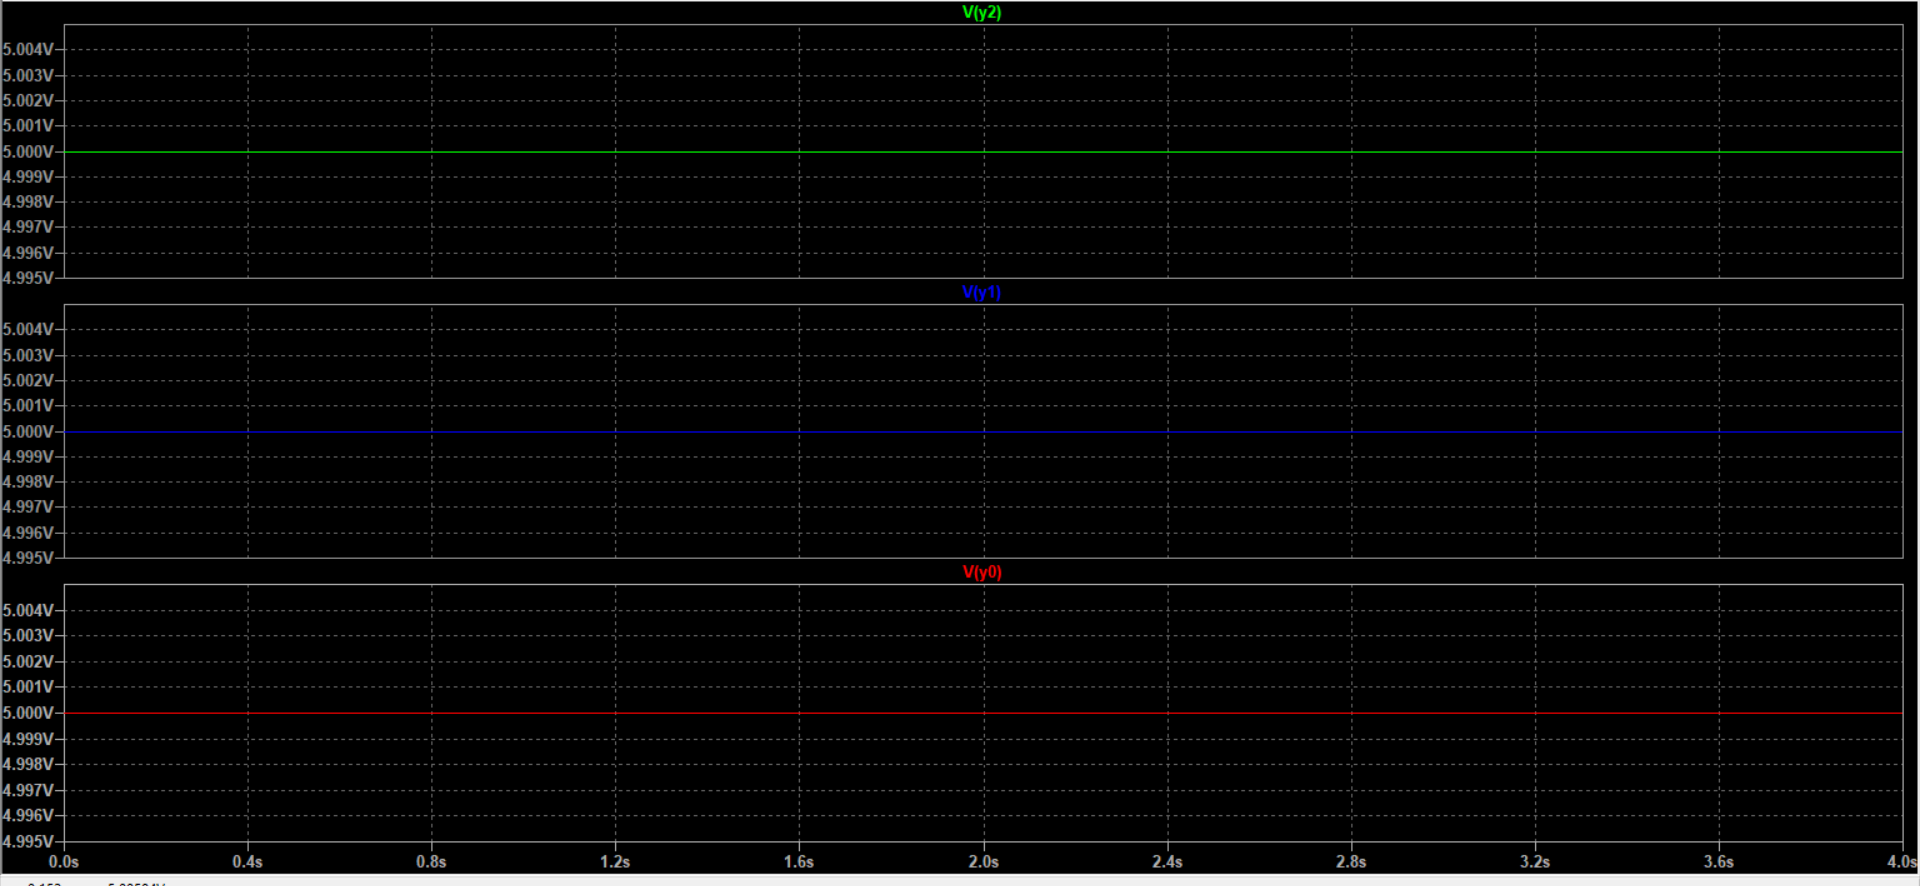 V(y2)
5.004V
5.003V
5.002V
5.001V
5.000V
4.999V
4.998V
4.997V
4.996V
4.995V
V(y1)
5.004V
5.003V
5.002V
5.001V
5.000V
4.999V
4.998V
4.997V
4.996V
4.995V
V(y0)
5.004V
5.003V
5.002V
5.001V
5.000V
4.999V
4.998V
4.997V
4.996V
4.995V
0.0s 0.4s 0.8s 1.2s 1.6s 2.0s 2.4s 2.8s 3.2s 3.6s 4.0s